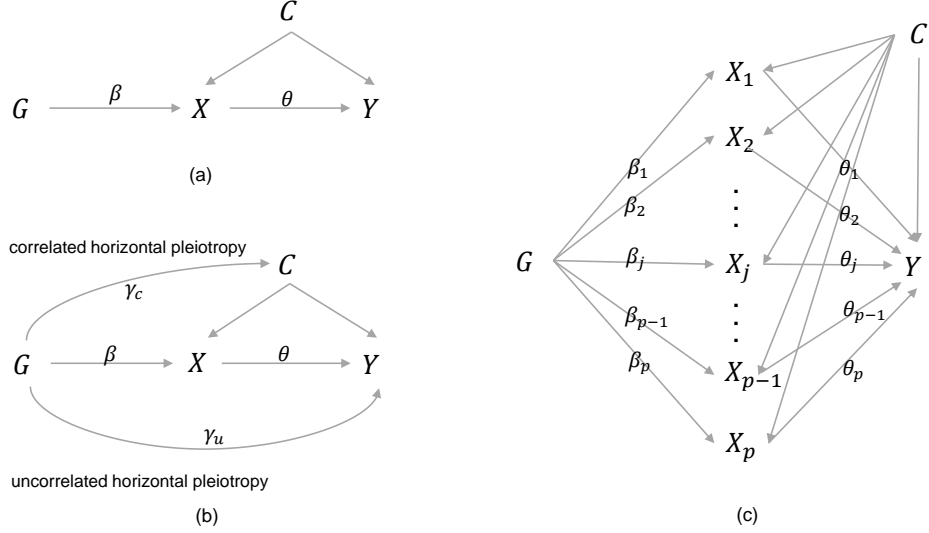 C
β
θ
G X Y
(a)
correlated horizontal pleiotropy
C
γ_c
β
θ
G X Y
γ_u
uncorrelated horizontal pleiotropy
(b)
C
X_1
X_2
β_1
θ_1
β_2
θ_2
G
β_j
X_j
θ_j
Y
β_{p−1}
θ_{p−1}
β_p
X_{p−1}
θ_p
X_p
(c)